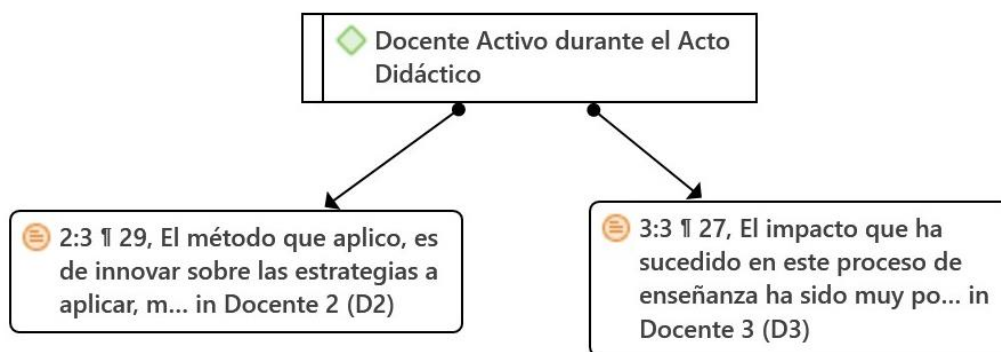 Docente Activo durante el Acto
Didáctico
2:3 ¶ 29, El método que aplico, es
de innovar sobre las estrategias a
aplicar, m... in Docente 2 (D2)
3:3 ¶ 27, El impacto que ha
sucedido en este proceso de
enseñanza ha sido muy po... in
Docente 3 (D3)